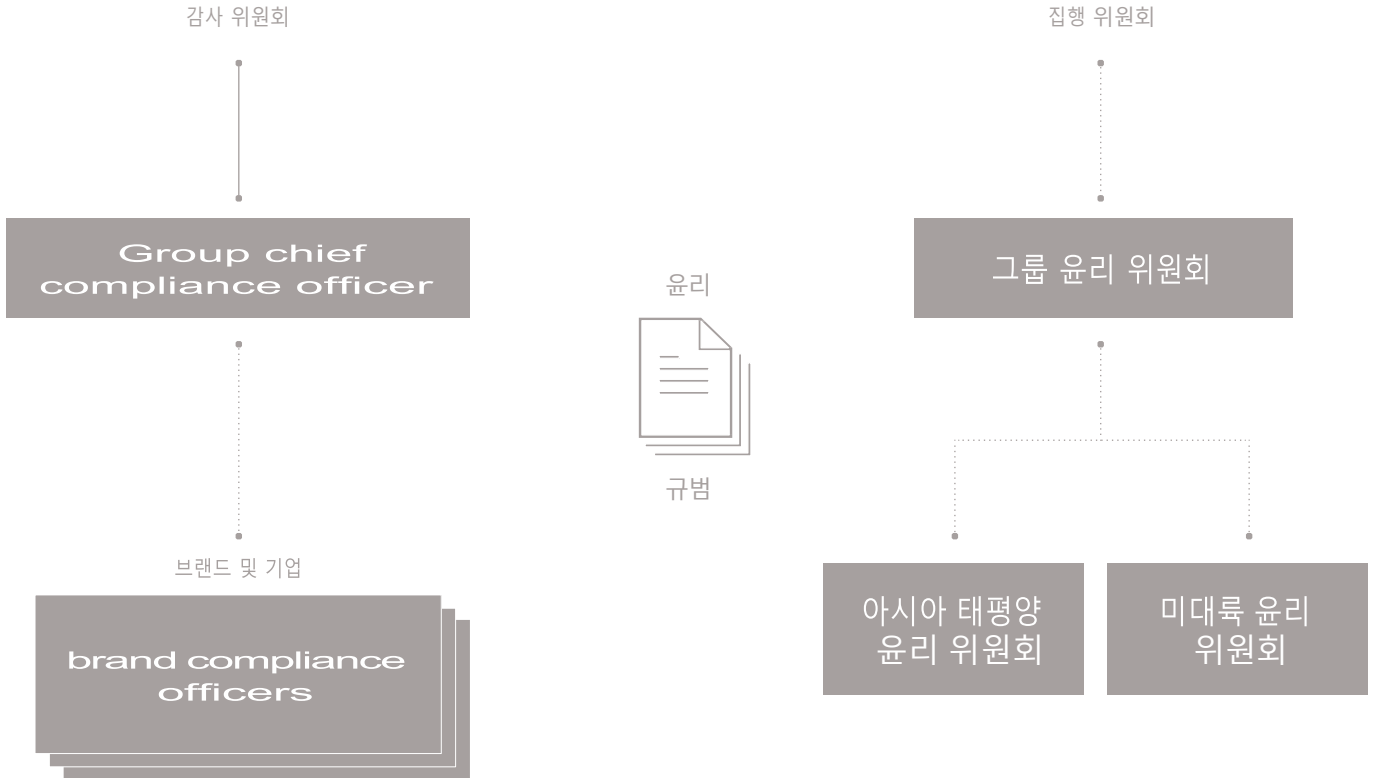 감사 위원회
집행 위원회
Group chief
compliance officer
그룹 윤리 위원회
윤리
규범
브랜드 및 기업
brand compliance
officers
아시아 태평양
윤리 위원회
미대륙 윤리
위원회